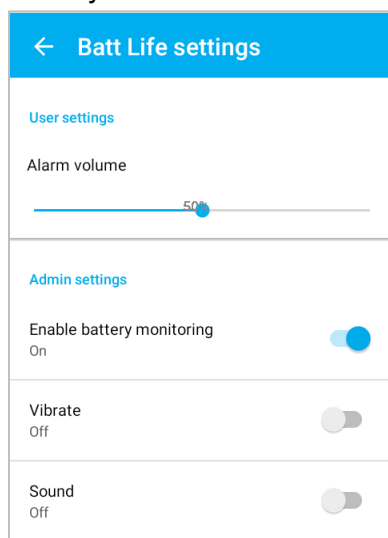 Batt Life settings
User settings
Alarm volume
50%
Admin settings
Enable battery monitoring
On
Vibrate
Off
Sound
Off